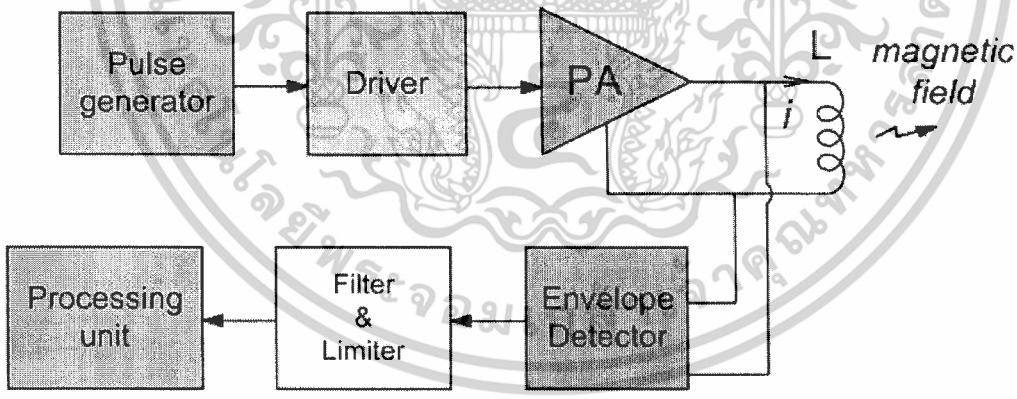 Pulse
generator
Driver
PA
L
i
magnetic
field
Processing
unit
Filter
&
Limiter
Envelope
Detector